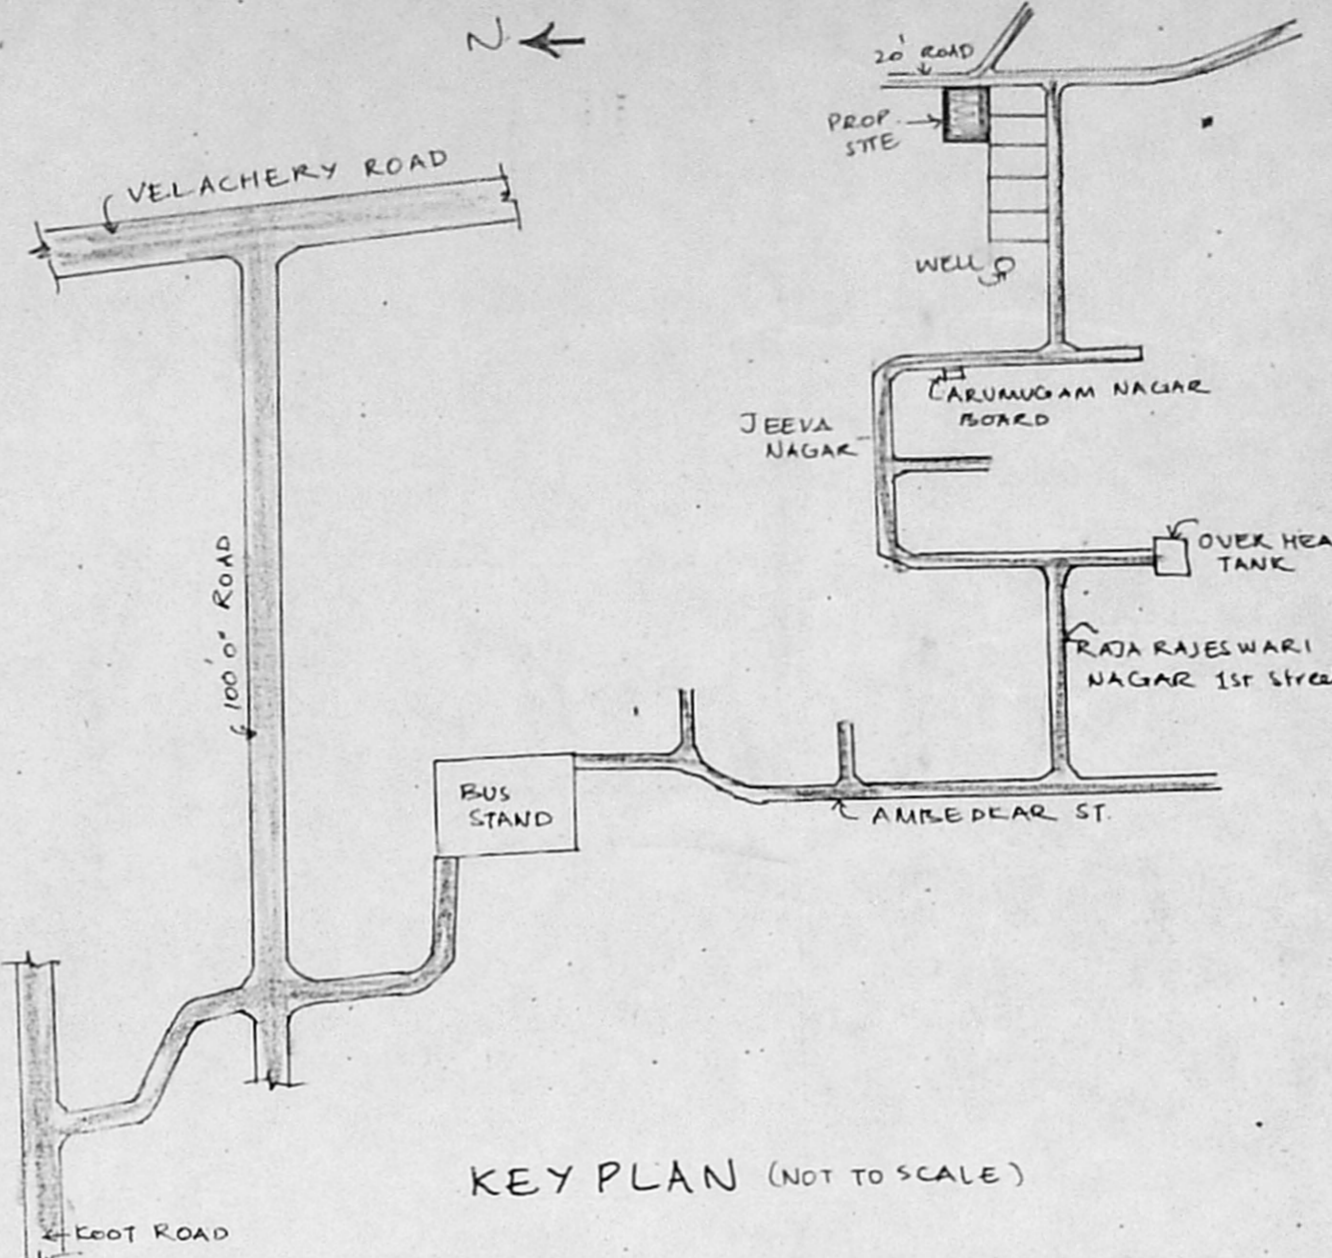 N
20' ROAD
PROP.
SITE
VELACHERY ROAD
WELL
ARUMUGAM NAGAR
BOARD
JEEVA
NAGAR
OVER HEA
TANK
100'0" ROAD
RAJA RAJESWARI
NAGAR 1st Stree
BUS
STAND
AMBEDKAR ST.
KEY PLAN (NOT TO SCALE)
KOOT ROAD